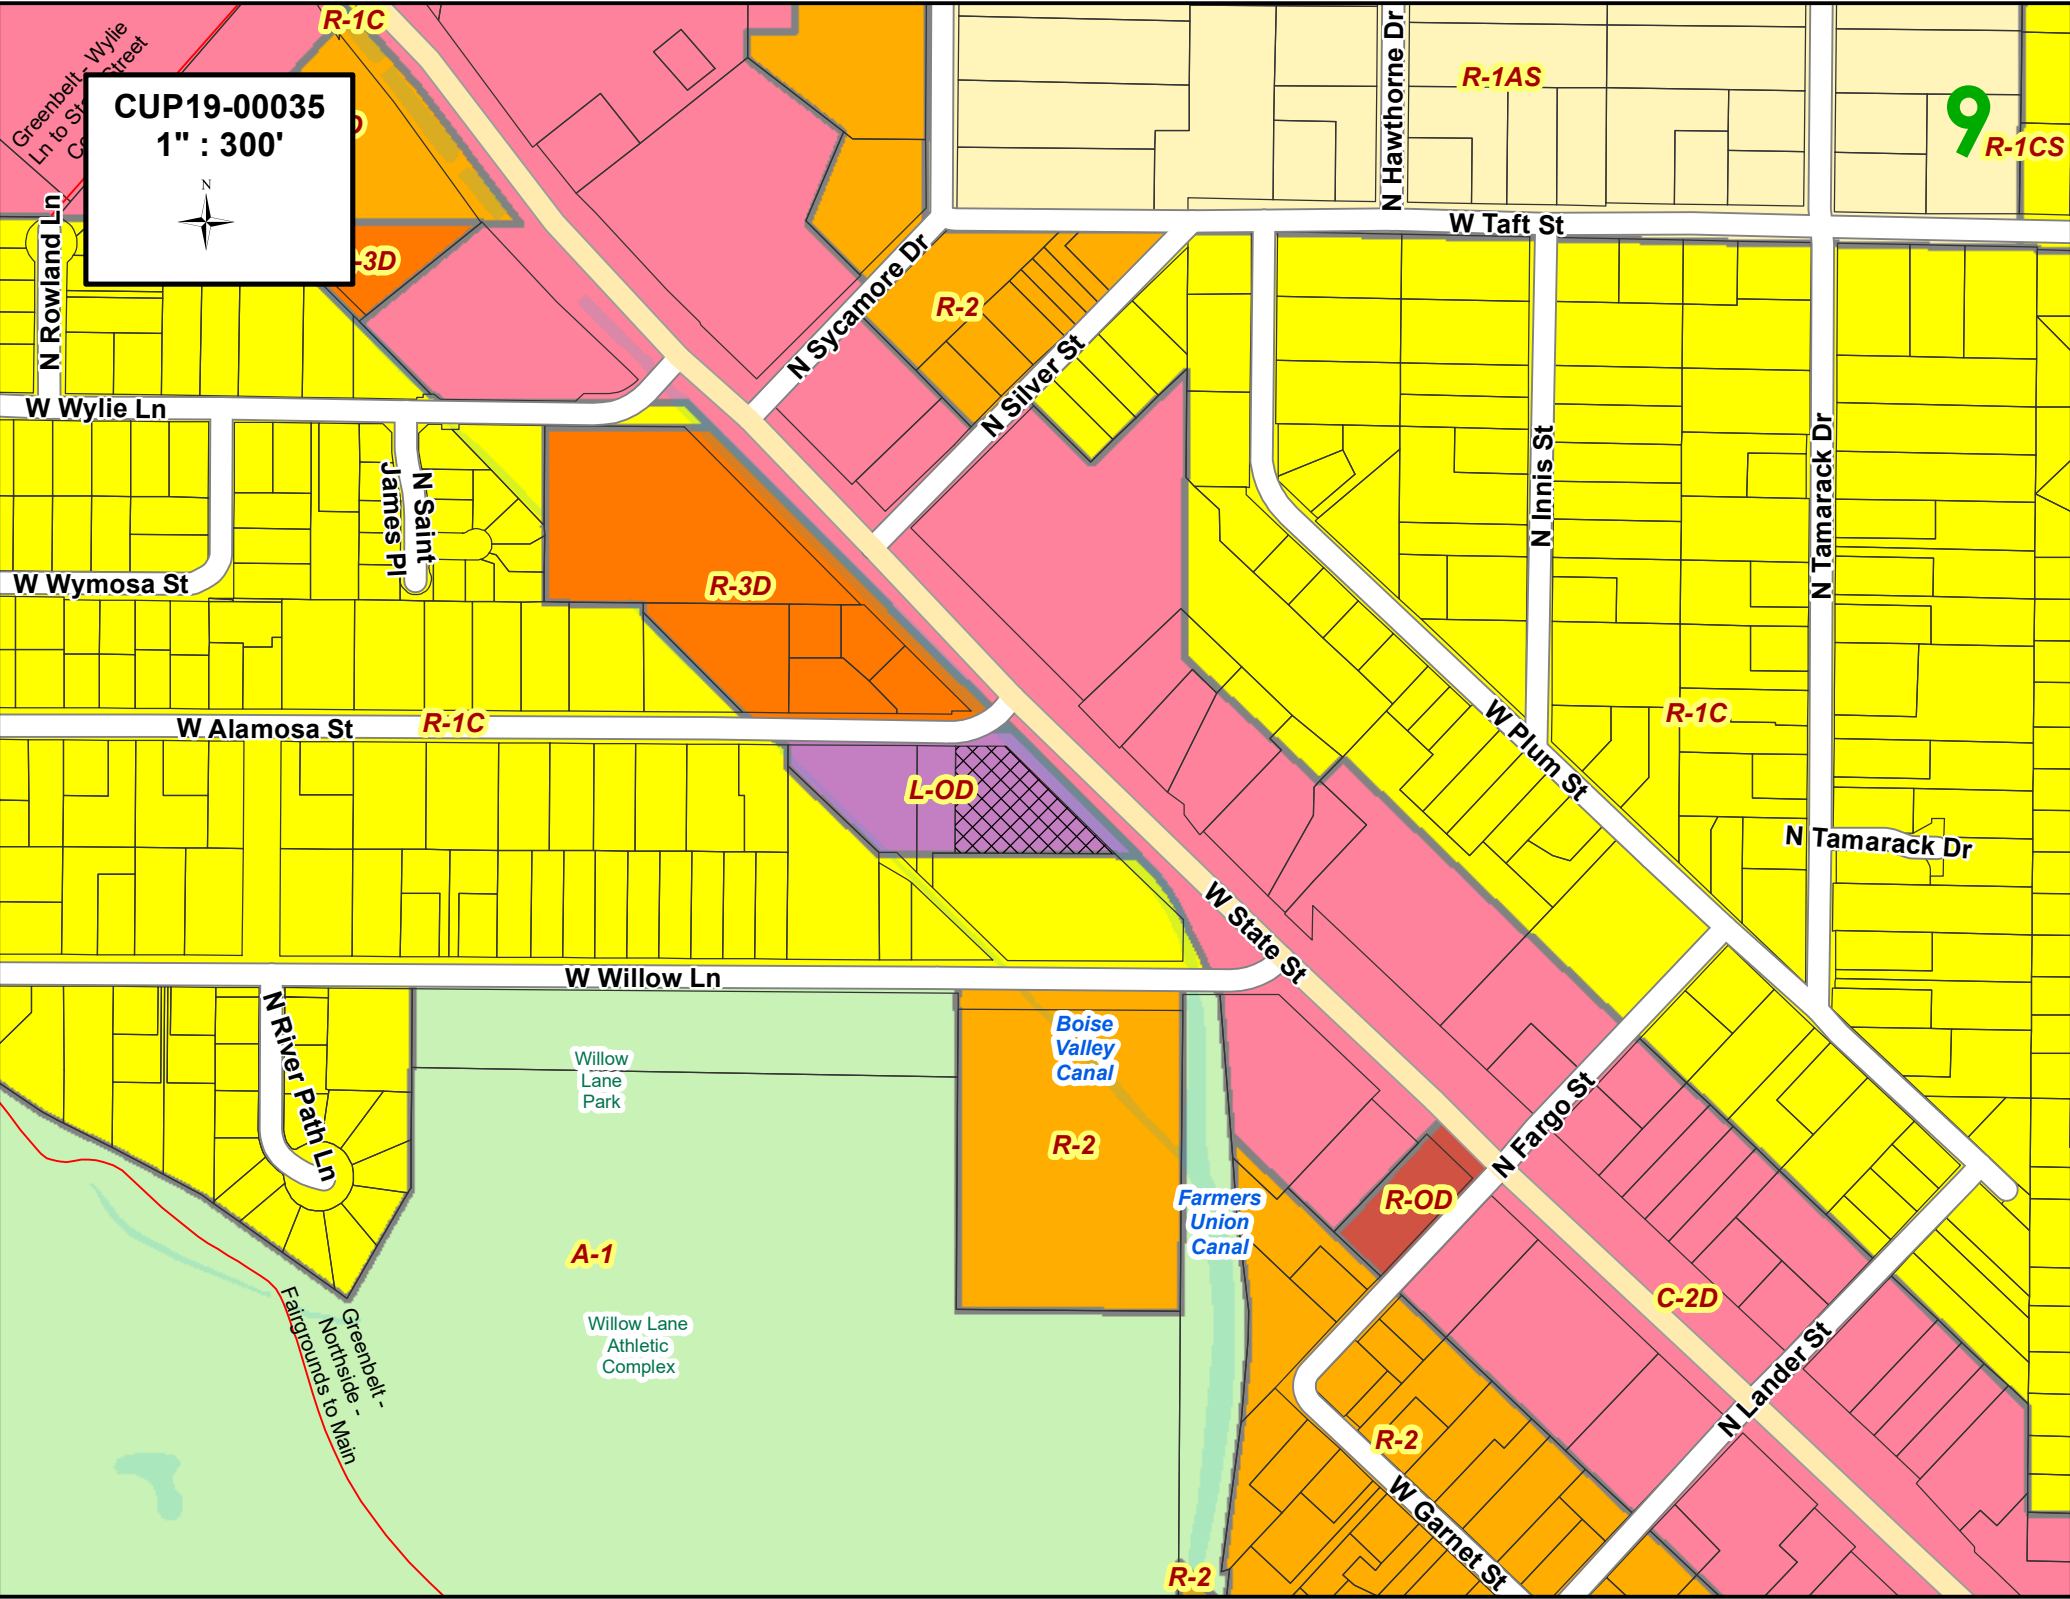 R-1C
Greenbelt - Wylie
Ln to St
Street
CUP19-00035
1" : 300'
N
-3D
R-1AS
9
R-1CS
N Hawthorne Dr
W Taft St
N Rowland Ln
N Sycamore Dr
R-2
N Silver St
W Wylie Ln
N Saint
James Pl
W Wymosa St
N Innis St
N Tamarack Dr
R-3D
W Alamosa St
R-1C
W Plum St
R-1C
L-OD
N Tamarack Dr
W State St
W Willow Ln
N River Path Ln
Willow
Lane
Park
Boise
Valley
Canal
R-2
N Fargo St
Farmers
Union
Canal
R-OD
A-1
Greenbelt -
Northside -
Fairgrounds to Main
Willow Lane
Athletic
Complex
C-2D
N Lander St
R-2
W Garnet St
R-2